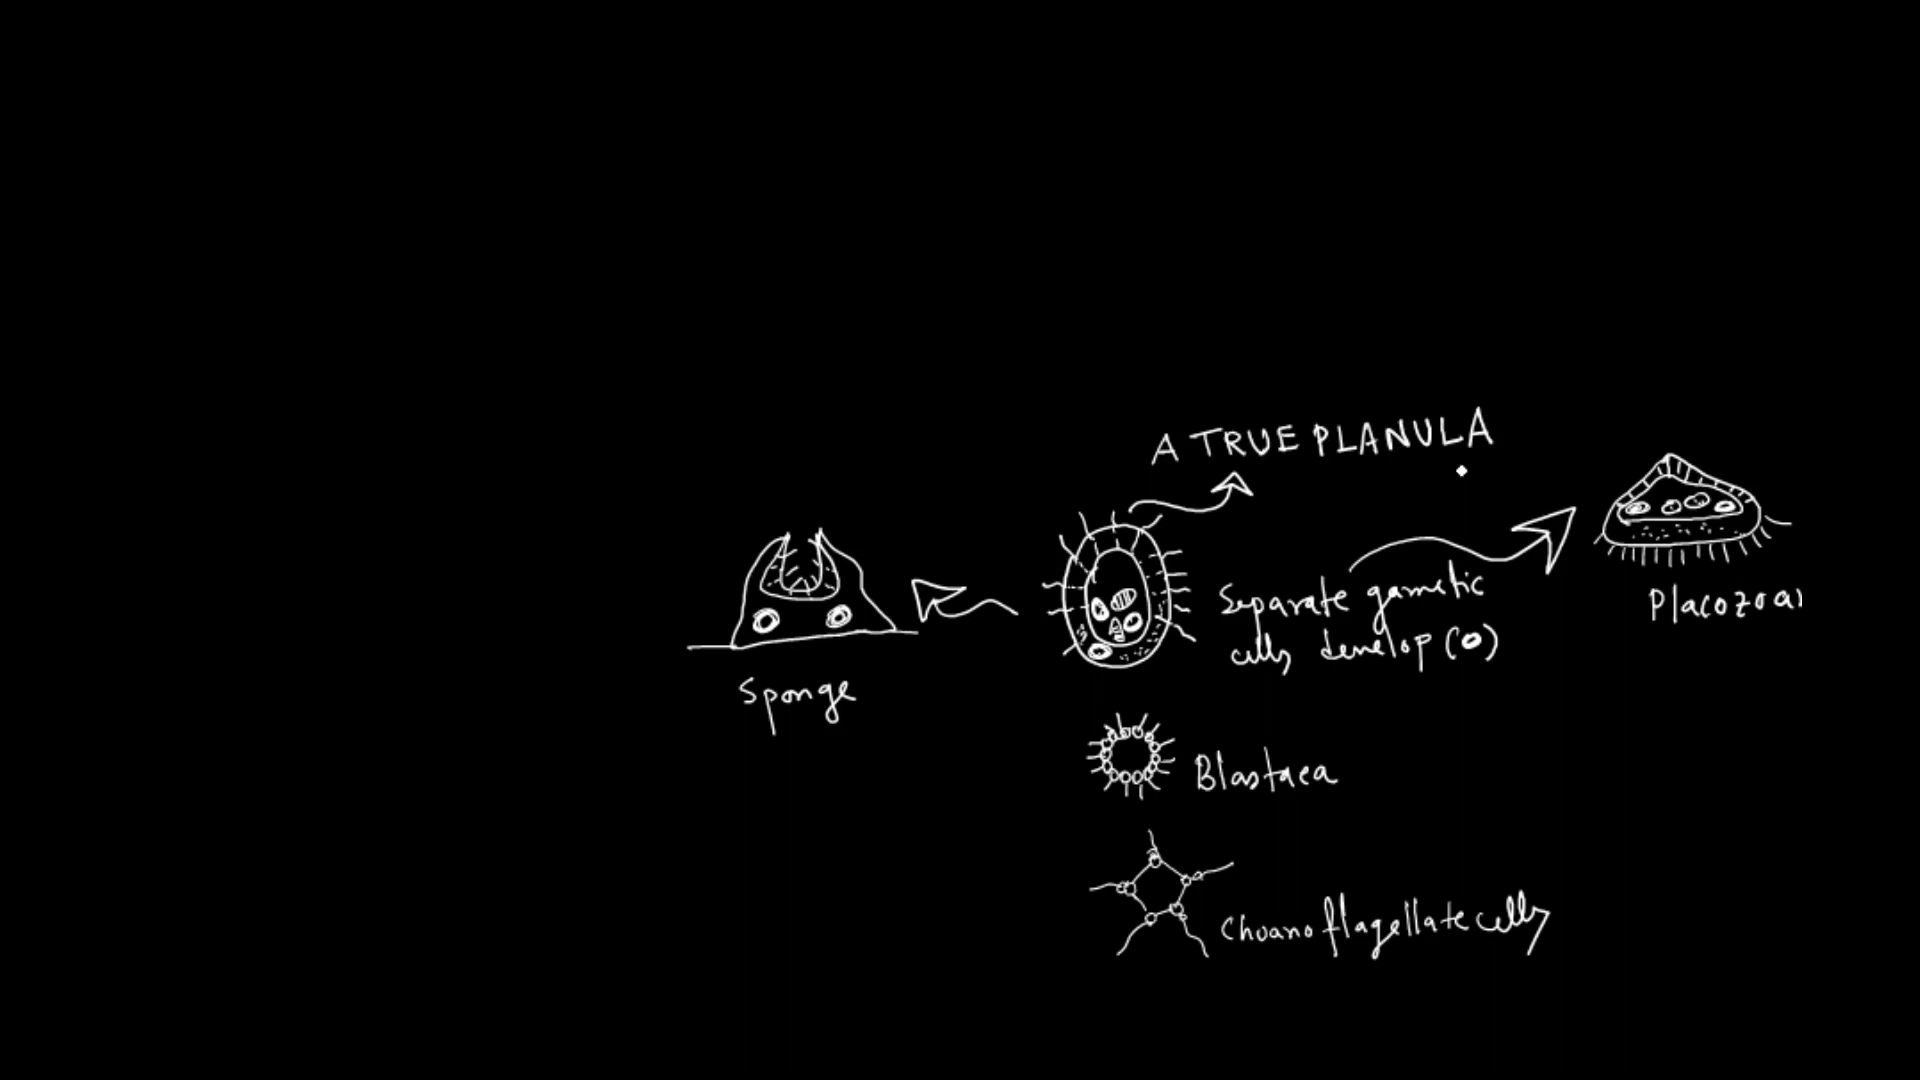 A TRUE PLANULA
Separate gametic
cells develop (o)
Placozoa
Sponge
Blastaea
Choanoflagellate cells